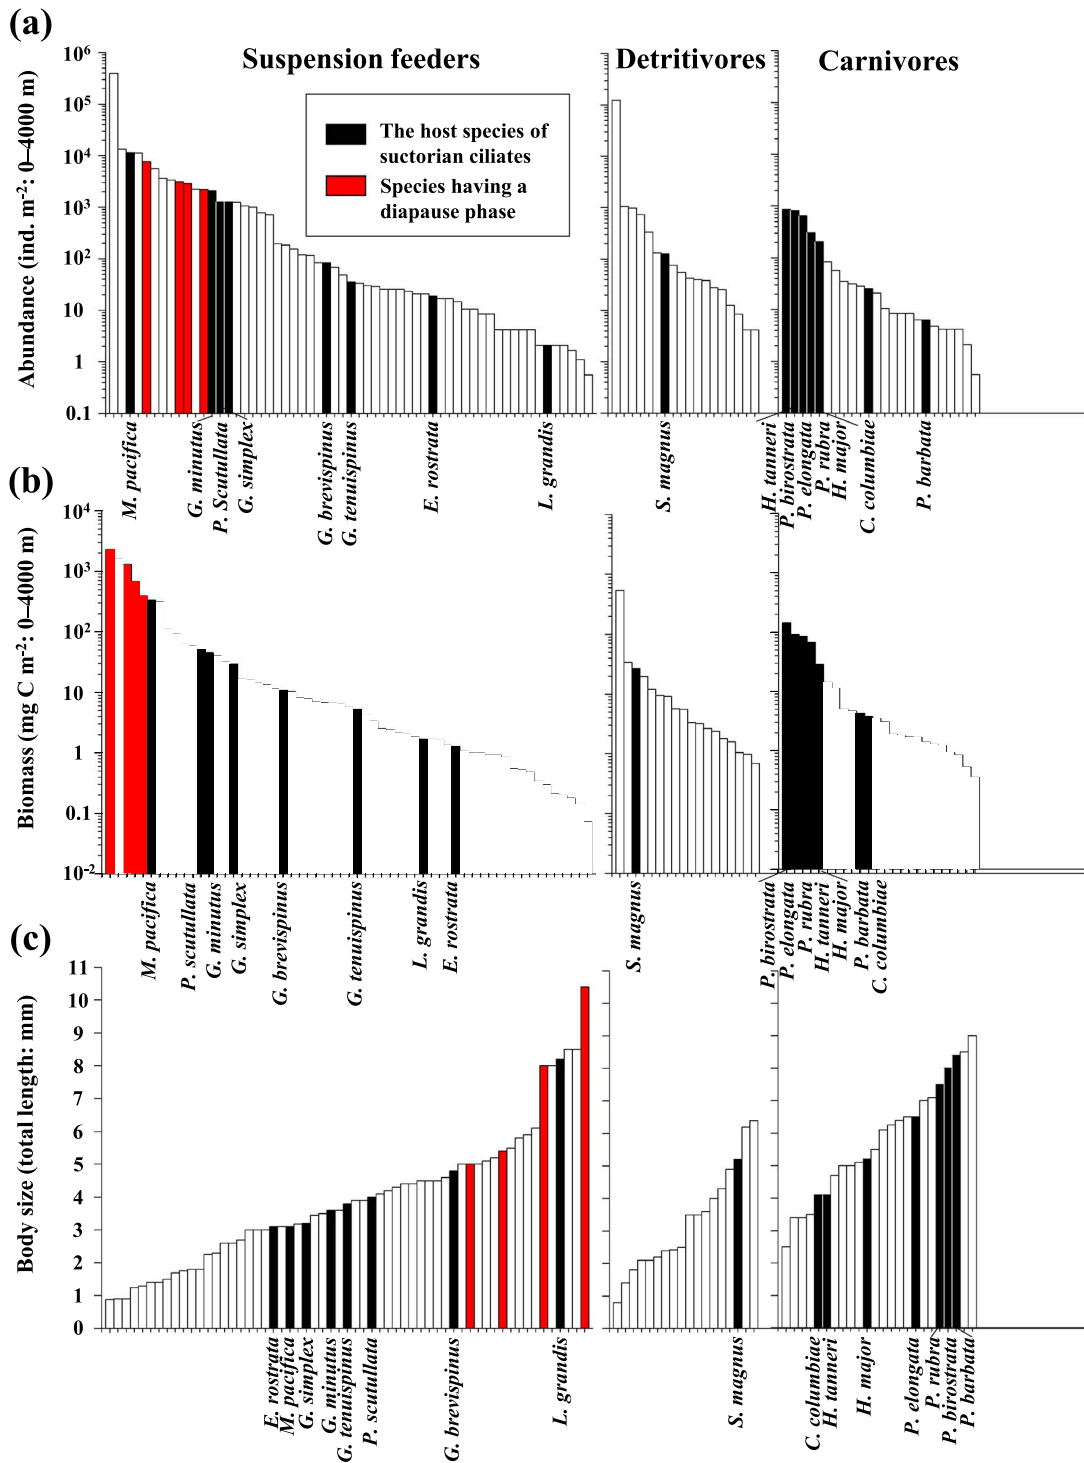 (a)
Suspension feeders
Detritivores
Carnivores
Abundance (ind. m⁻²: 0–4000 m)
10⁶
10⁵
10⁴
10³
10²
10
1
0.1
The host species of
suctorian ciliates
Species having a
diapause phase
M. pacifica
G. minutus
P. Scutullata
G. simplex
G. brevispinus
G. tenuispinus
E. rostrata
L. grandis
S. magnus
H. tanneri
P. birostrata
P. elongata
P. rubra
H. major
C. columbiae
P. barbata
(b)
Biomass (mg C m⁻²: 0–4000 m)
10⁴
10³
10²
10
1
0.1
10⁻²
M. pacifica
P. scutullata
G. minutus
G. simplex
G. brevispinus
G. tenuispinus
L. grandis
E. rostrata
S. magnus
P. birostrata
P. elongata
P. rubra
H. tanneri
H. major
P. barbata
C. columbiae
(c)
Body size (total length: mm)
11
10
9
8
7
6
5
4
3
2
1
0
E. rostrata
M. pacifica
G. simplex
G. minutus
G. tenuispinus
P. scutullata
G. brevispinus
L. grandis
S. magnus
C. columbiae
H. tanneri
H. major
P. elongata
P. rubra
P. birostrata
P. barbata